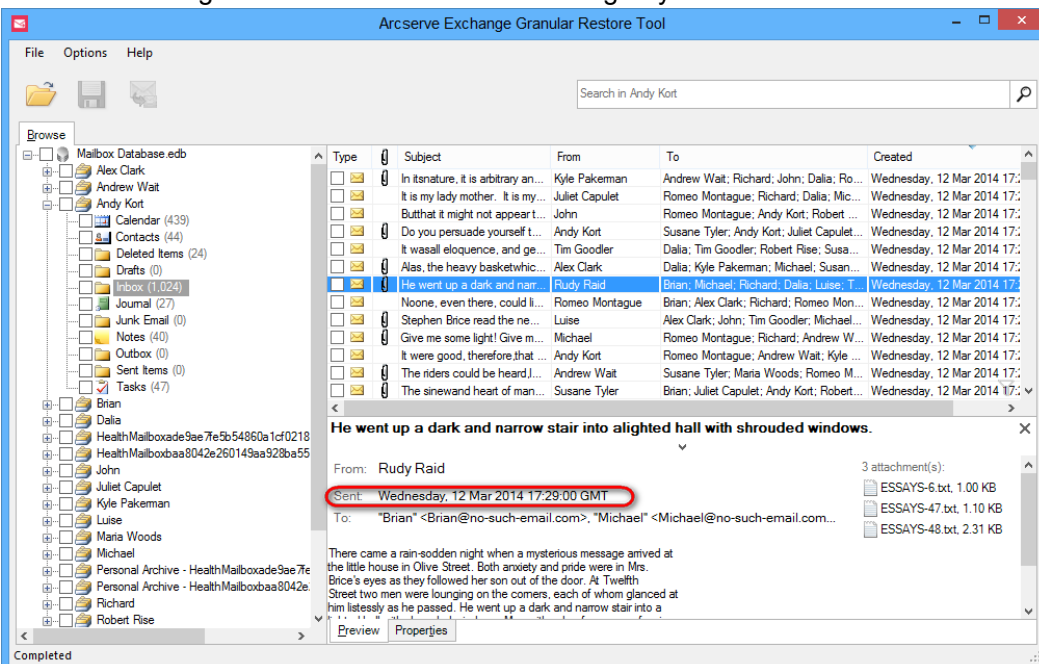 Arcserve Exchange Granular Restore Tool
File Options Help
Search in Andy Kort
Browse
Mailbox Database.edb
Alex Clark
Andrew Wait
Andy Kort
Calendar (439)
Contacts (44)
Deleted Items (24)
Drafts (0)
Inbox (1,024)
Journal (27)
Junk Email (0)
Notes (40)
Outbox (0)
Sent Items (0)
Tasks (47)
Brian
Dalia
HealthMailboxade9ae7fe5b54860a1cf0218
HealthMailboxbaa8042e260149aa928ba55
John
Juliet Capulet
Kyle Pakerman
Luise
Maria Woods
Michael
Personal Archive - HealthMailboxade9ae7fe
Personal Archive - HealthMailboxbaa8042e.
Richard
Robert Rise
Type Subject From To Created
In itsnature, it is arbitrary an... Kyle Pakerman Andrew Wait; Richard; John; Dalia; Ro... Wednesday, 12 Mar 2014 17:2
It is my lady mother. It is my... Juliet Capulet Romeo Montague; Richard; Dalia; Mic... Wednesday, 12 Mar 2014 17:2
Butthat it might not appear t... John Romeo Montague; Andy Kort; Robert ... Wednesday, 12 Mar 2014 17:2
Do you persuade yourself t... Andy Kort Susane Tyler; Andy Kort; Juliet Capulet... Wednesday, 12 Mar 2014 17:2
It wasall eloquence, and ge... Tim Goodler Dalia; Tim Goodler; Robert Rise; Susa... Wednesday, 12 Mar 2014 17:2
Alas, the heavy basketwhic... Alex Clark Dalia; Kyle Pakerman; Michael; Susan... Wednesday, 12 Mar 2014 17:2
He went up a dark and narr... Rudy Raid Brian; Michael; Richard; Dalia; Luise; T... Wednesday, 12 Mar 2014 17:2
Noone, even there, could li... Romeo Montague Brian; Alex Clark; Richard; Romeo Mon... Wednesday, 12 Mar 2014 17:2
Stephen Brice read the ne... Luise Alex Clark; John; Tim Goodler; Michael... Wednesday, 12 Mar 2014 17:2
Give me some light! Give m... Michael Romeo Montague; Richard; Andrew W... Wednesday, 12 Mar 2014 17:2
It were good, therefore,that ... Andy Kort Romeo Montague; Andrew Wait; Kyle ... Wednesday, 12 Mar 2014 17:2
The riders could be heard,l... Andrew Wait Susane Tyler; Maria Woods; Romeo M... Wednesday, 12 Mar 2014 17:2
The sinewand heart of man... Susane Tyler Brian; Juliet Capulet; Andy Kort; Robert... Wednesday, 12 Mar 2014 17:2
He went up a dark and narrow stair into alighted hall with shrouded windows.
From: Rudy Raid
Sent: Wednesday, 12 Mar 2014 17:29:00 GMT
To: "Brian" <Brian@no-such-email.com>, "Michael" <Michael@no-such-email.com...
3 attachment(s):
ESSAYS-6.txt, 1.00 KB
ESSAYS-47.txt, 1.10 KB
ESSAYS-48.txt, 2.31 KB
There came a rain-sodden night when a mysterious message arrived at
the little house in Olive Street. Both anxiety and pride were in Mrs.
Brice's eyes as they followed her son out of the door. At Twelfth
Street two men were lounging on the corners, each of whom glanced at
him listessly as he passed. He went up a dark and narrow stair into a
Preview Properties
Completed